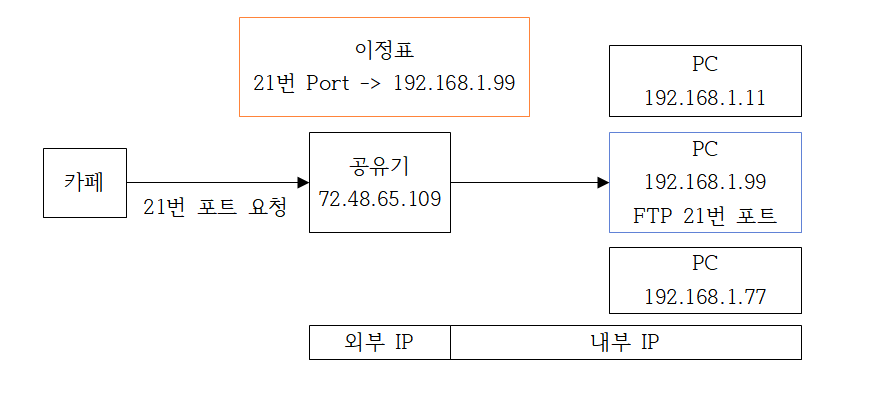 이정표
21번 Port -> 192.168.1.99
PC
192.168.1.11
카페
21번 포트 요청
공유기
72.48.65.109
PC
192.168.1.99
FTP 21번 포트
PC
192.168.1.77
외부 IP
내부 IP